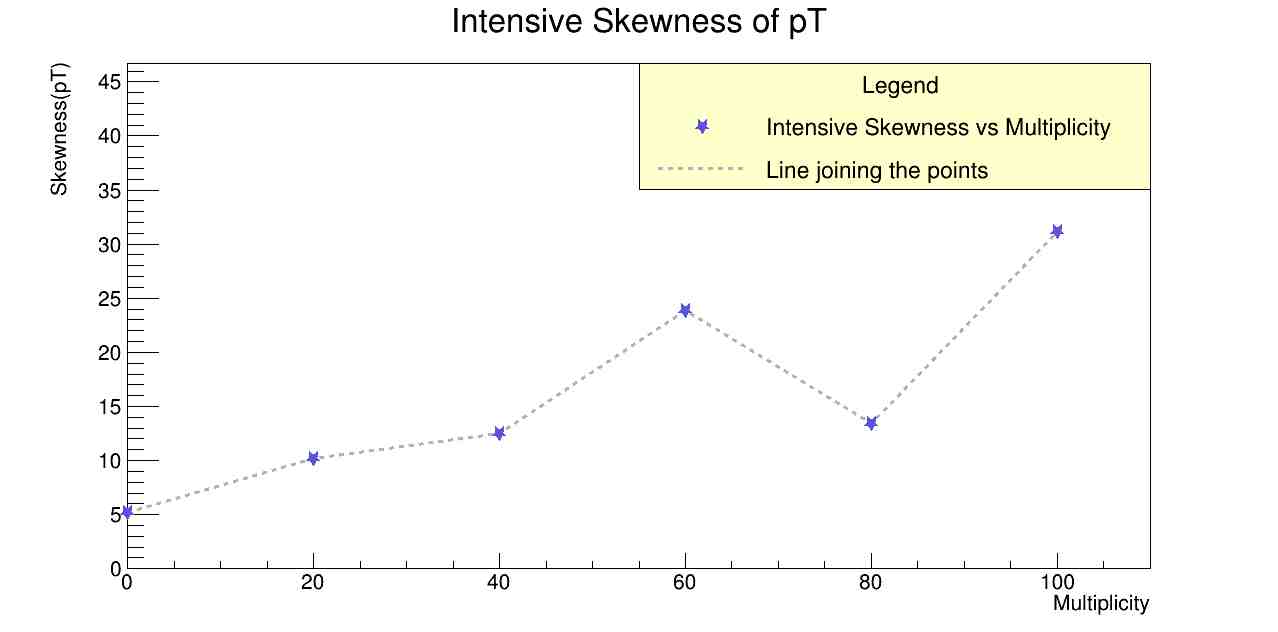 Intensive Skewness of pT
Skewness(pT)
Legend
Intensive Skewness vs Multiplicity
Line joining the points
45
40
35
30
25
20
15
10
5
0
0 20 40 60 80 100
Multiplicity